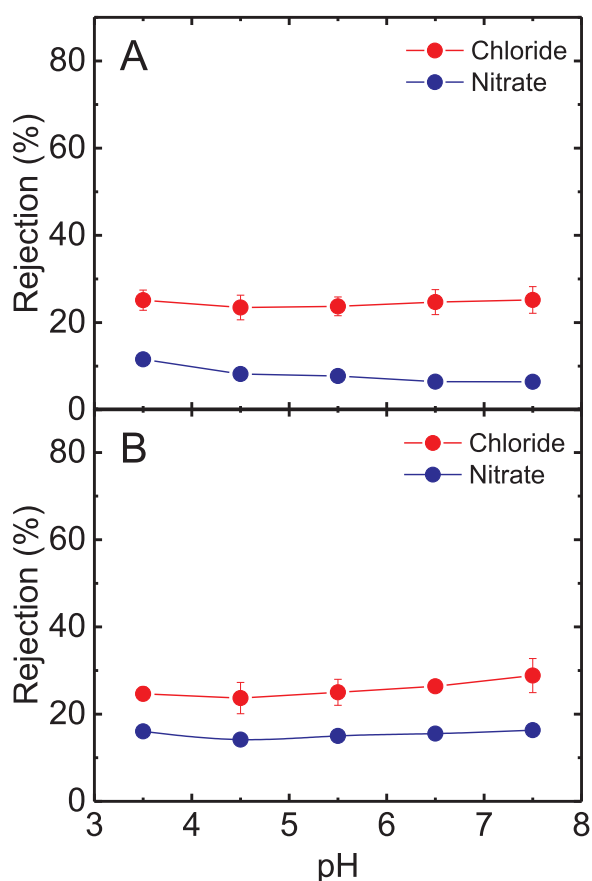 A
Chloride
Nitrate
80
60
40
20
0
Rejection (%)
B
Chloride
Nitrate
80
60
40
20
0
Rejection (%)
3 4 5 6 7 8
pH